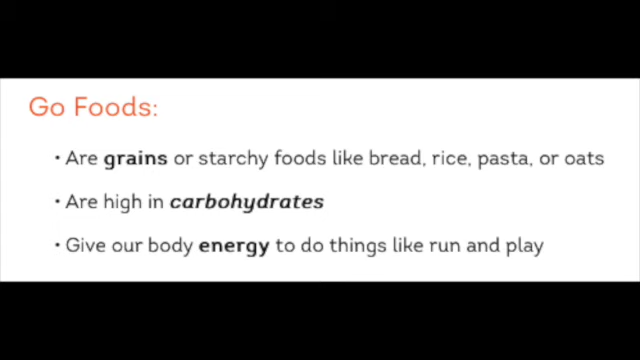 Go Foods:
• Are grains or starchy foods like bread, rice, pasta, or oats
• Are high in carbohydrates
• Give our body energy to do things like run and play